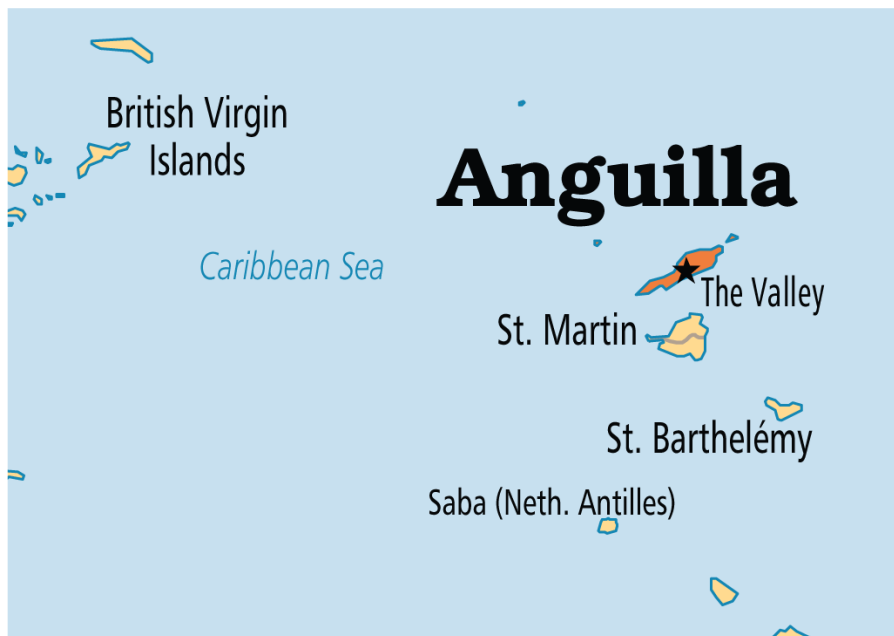 British Virgin
Islands
Anguilla
Caribbean Sea
The Valley
St. Martin
St. Barthelémy
Saba (Neth. Antilles)